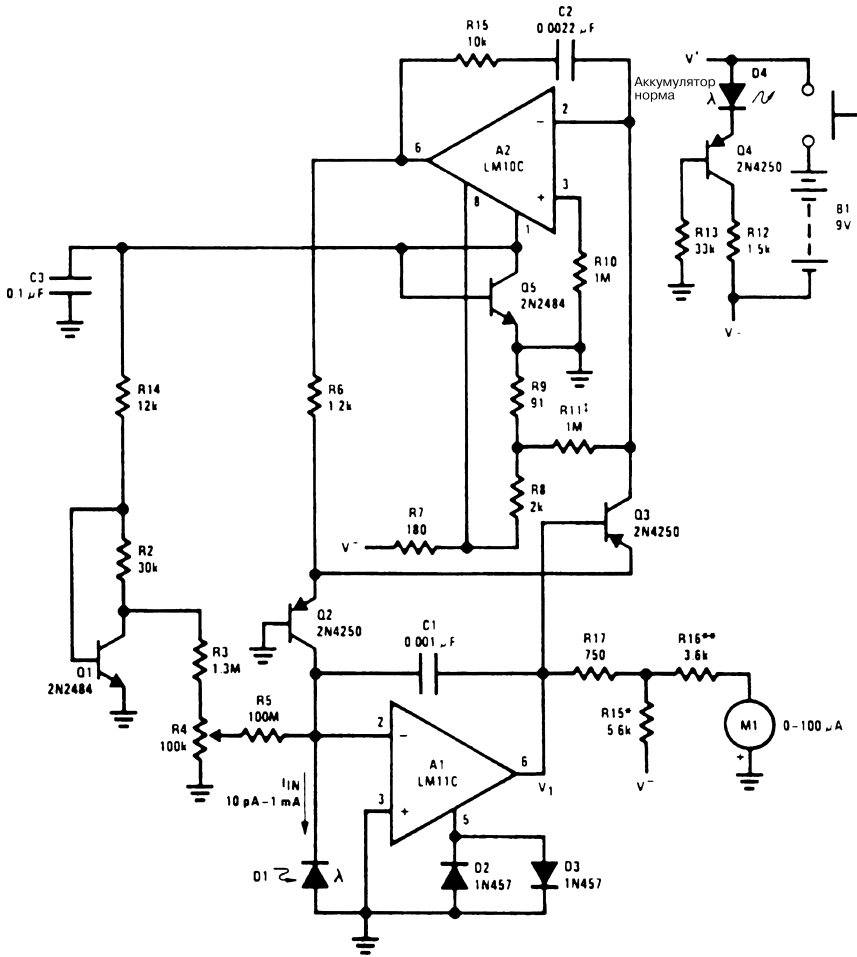 R15
10k
C2
0.0022 μF
V+
D4
Аккумулятор
норма
λ
A2
LM10C
6
2
3
8
1
−
+
Q4
2N4250
R13
33k
R12
1.5k
B1
9V
V-
C3
0.1 μF
Q5
2N2484
R10
1M
R14
12k
R6
1.2k
R9
91
R11‡
1M
R8
2k
R7
180
V−
Q3
2N4250
R2
30k
Q2
2N4250
C1
0.001 μF
R17
750
R16**
3.6k
Q1
2N2484
R3
1.3M
R4
100k
R5
100M
R15*
5.6k
V−
M1
0–100 μA
+
2
−
A1
LM11C
6
V1
3
+
5
IIN
10 pA–1 mA
D1
λ
D2
1N457
D3
1N457